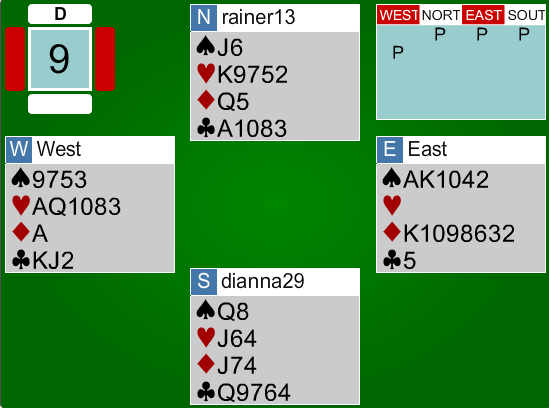 D
9
N rainer13
♠J6
♥K9752
♦Q5
♣A1083
WEST NORT EAST SOUT
P P P
P
W West
♠9753
♥AQ1083
♦A
♣KJ2
E East
♠AK1042
♥
♦K1098632
♣5
S dianna29
♠Q8
♥J64
♦J74
♣Q9764